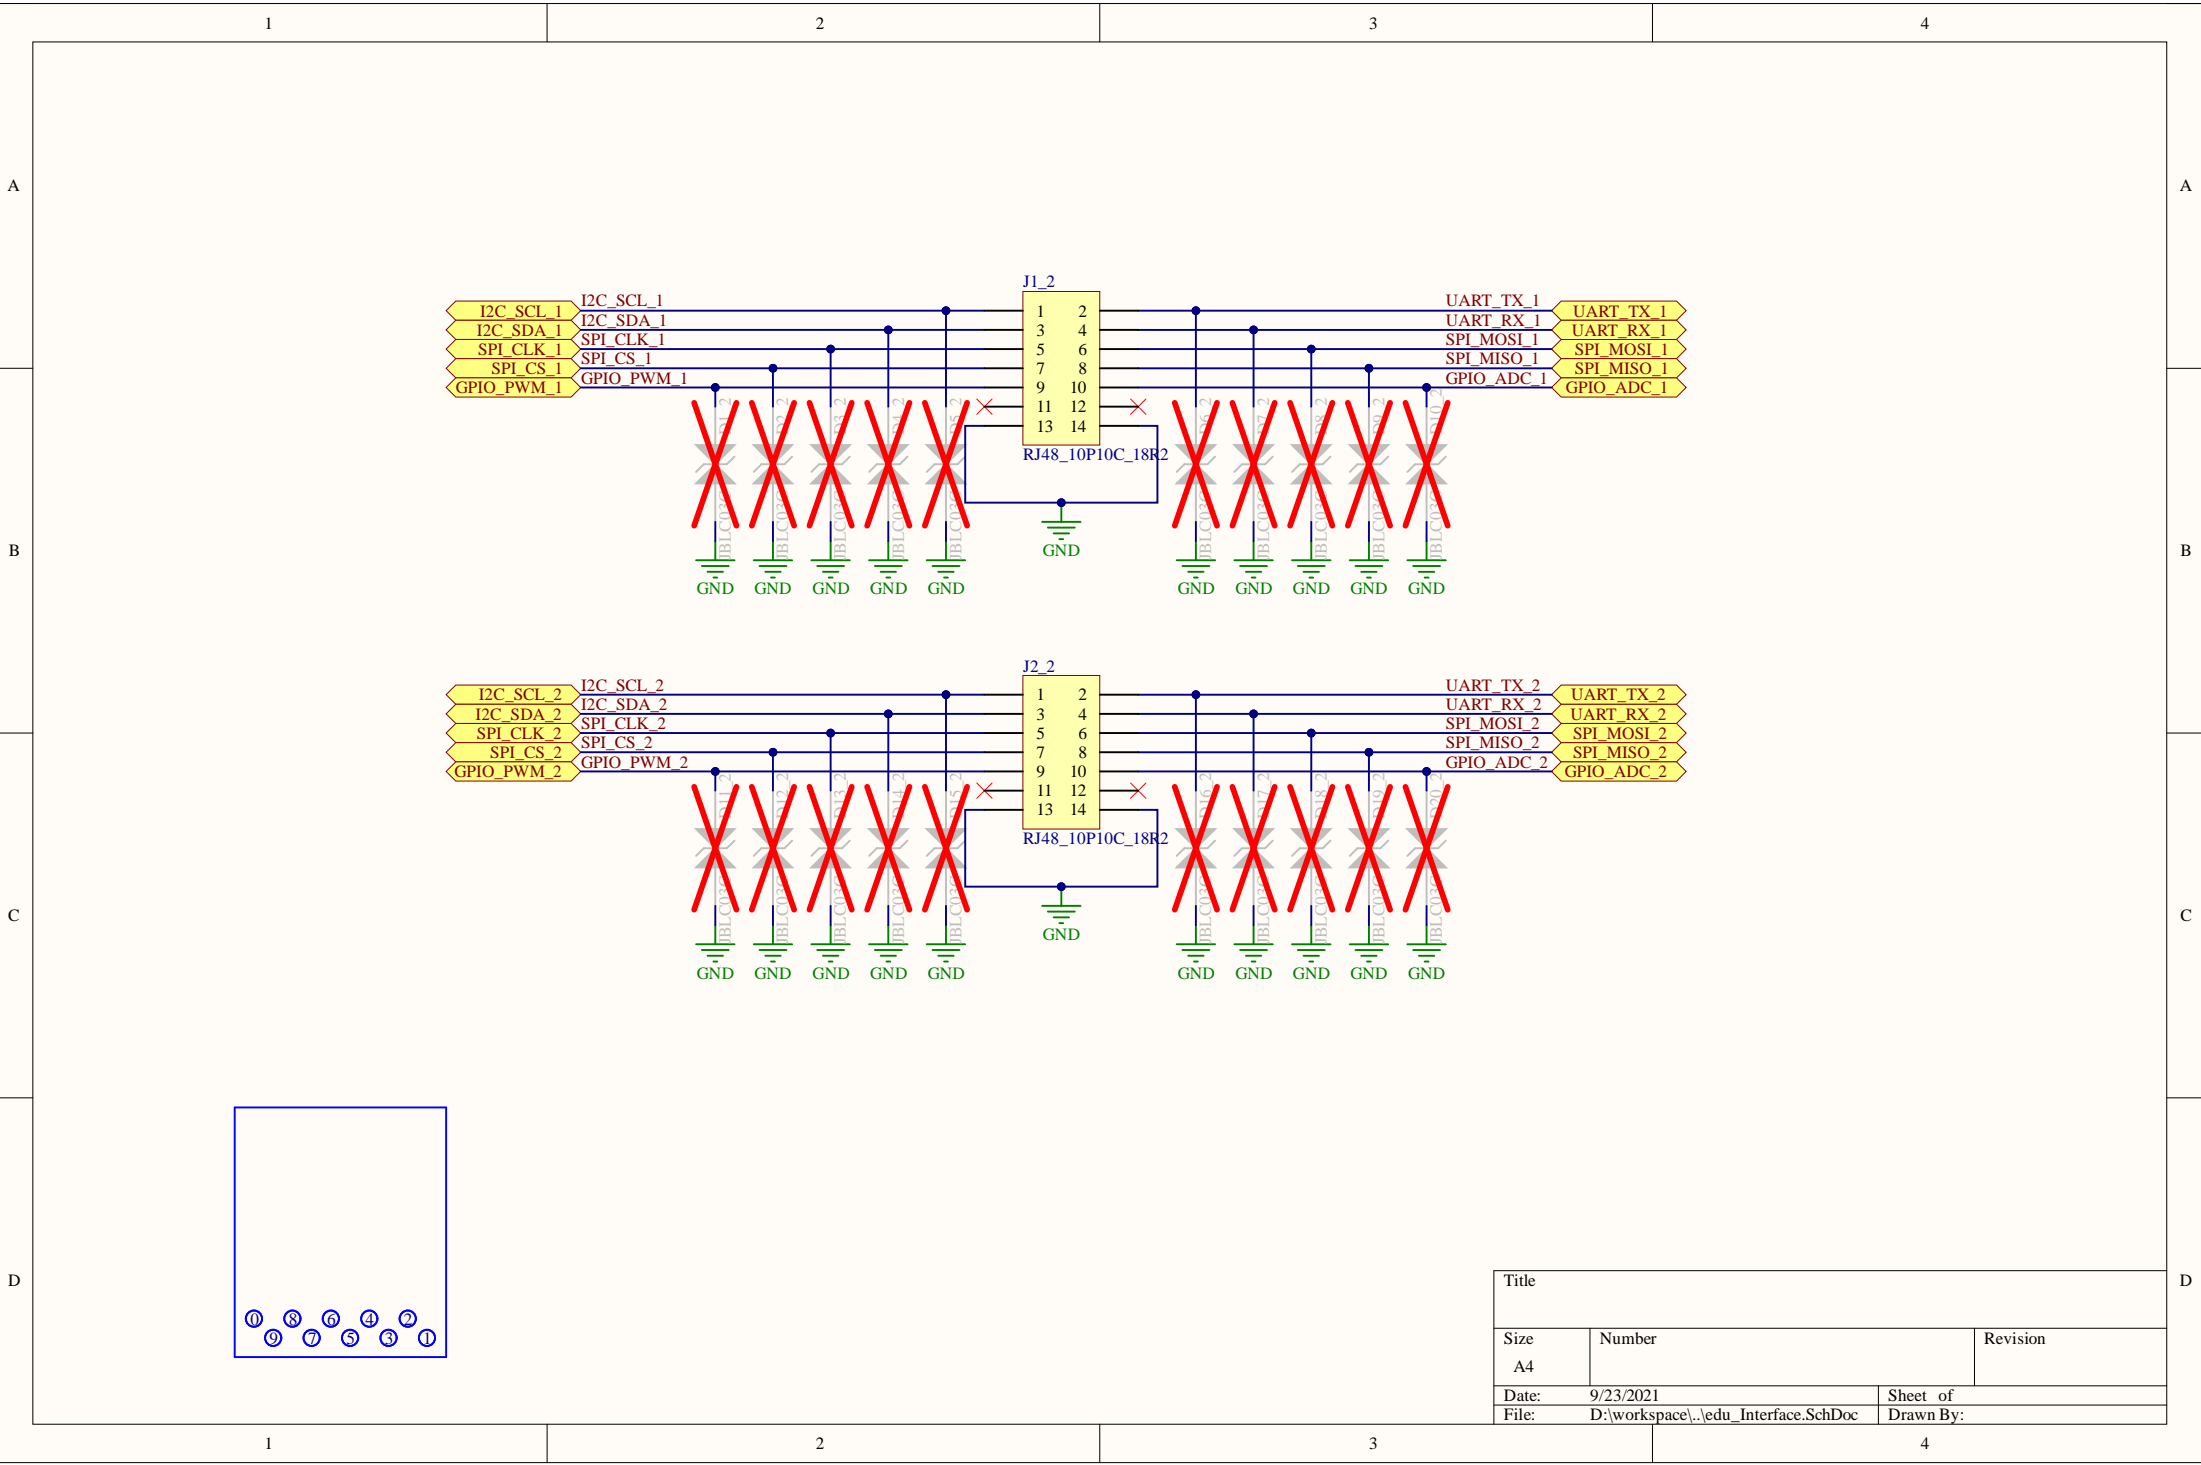 1 2 3 4
A A
J1_2
I2C_SCL_1 I2C_SCL_1 1 2 UART_TX_1 UART_TX_1
I2C_SDA_1 I2C_SDA_1 3 4 UART_RX_1 UART_RX_1
SPI_CLK_1 SPI_CLK_1 5 6 SPI_MOSI_1 SPI_MOSI_1
SPI_CS_1 SPI_CS_1 7 8 SPI_MISO_1 SPI_MISO_1
GPIO_PWM_1 GPIO_PWM_1 9 10 GPIO_ADC_1 GPIO_ADC_1
11 12
13 14
RJ48_10P10C_18R2
B GND B
GND GND GND GND GND GND GND GND GND GND
J2_2
I2C_SCL_2 I2C_SCL_2 1 2 UART_TX_2 UART_TX_2
I2C_SDA_2 I2C_SDA_2 3 4 UART_RX_2 UART_RX_2
SPI_CLK_2 SPI_CLK_2 5 6 SPI_MOSI_2 SPI_MOSI_2
SPI_CS_2 SPI_CS_2 7 8 SPI_MISO_2 SPI_MISO_2
GPIO_PWM_2 GPIO_PWM_2 9 10 GPIO_ADC_2 GPIO_ADC_2
11 12
13 14
RJ48_10P10C_18R2
C GND C
GND GND GND GND GND GND GND GND GND GND
D D
0 8 6 4 2
9 7 5 3 1
Title
Size Number Revision
A4
Date: 9/23/2021 Sheet of
File: D:\workspace\..\edu_Interface.SchDoc Drawn By:
1 2 3 4